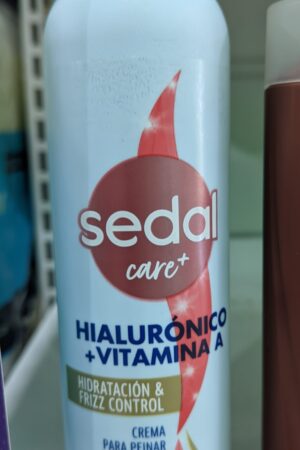 sedal
care+
HIALURÓNICO
+VITAMINA A
HIDRATACIÓN &
FRIZZ CONTROL
CREMA
PARA PEINAR